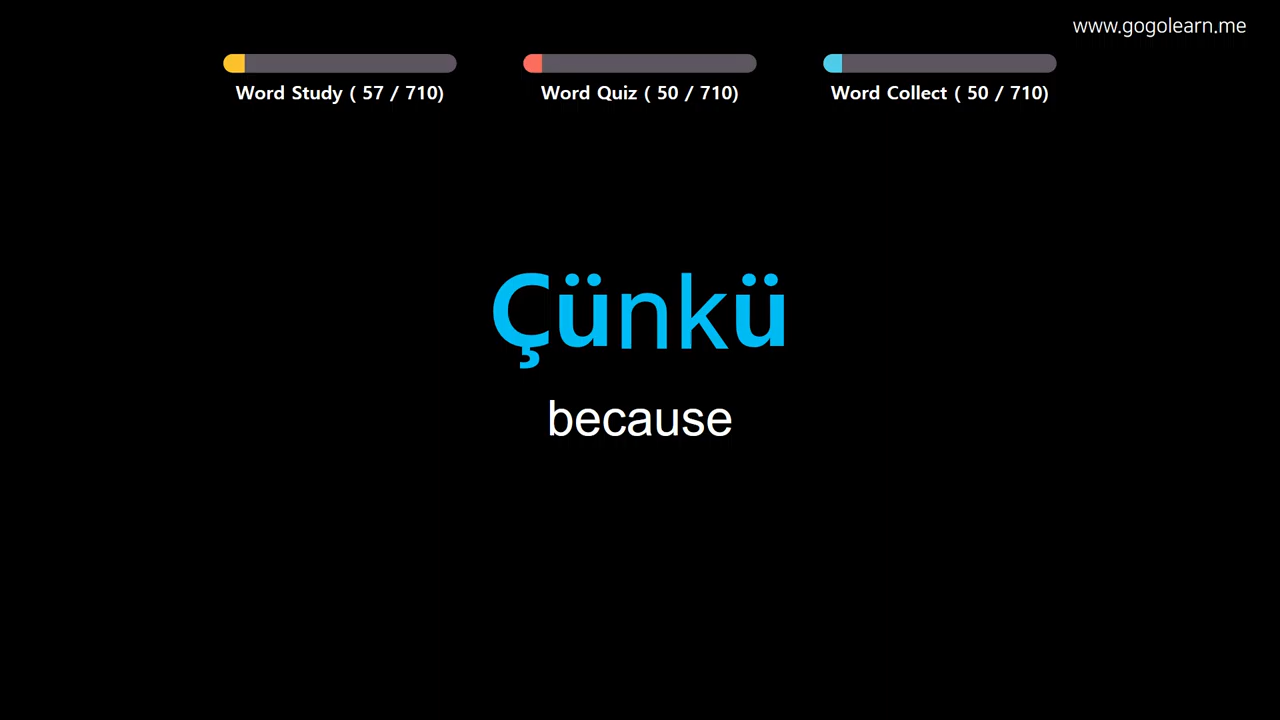 www.gogolearn.me
Word Study ( 57 / 710)
Word Quiz ( 50 / 710)
Word Collect ( 50 / 710)
Çünkü
because